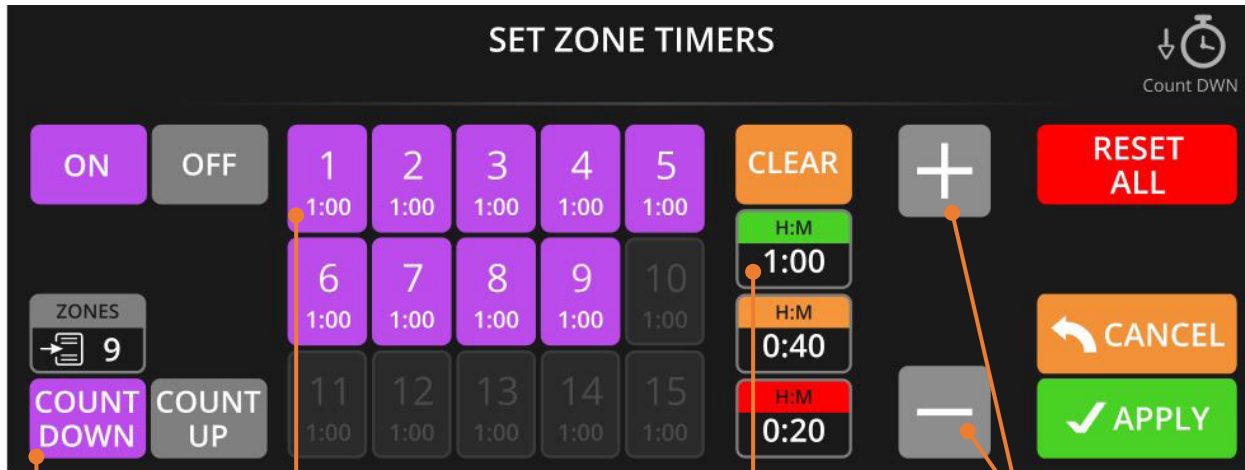 SET ZONE TIMERS
Count DWN
ON
OFF
1
1:00
2
1:00
3
1:00
4
1:00
5
1:00
CLEAR
RESET
ALL
H:M
1:00
6
1:00
7
1:00
8
1:00
9
1:00
10
1:00
ZONES
9
H:M
0:40
CANCEL
COUNT
DOWN
COUNT
UP
11
1:00
12
1:00
13
1:00
14
1:00
15
1:00
H:M
0:20
APPLY